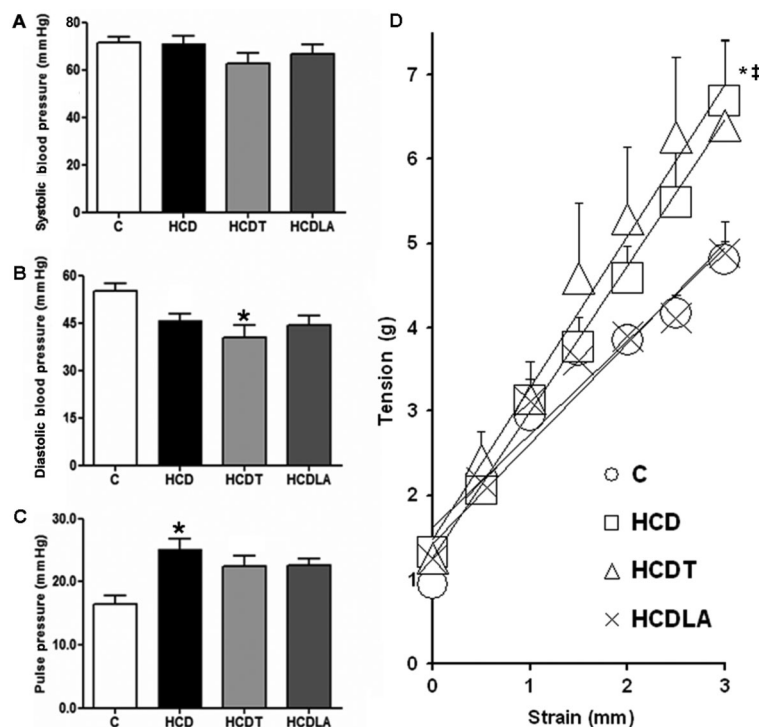 A
Systolic blood pressure (mmHg)
80
60
40
20
0
C HCD HCDT HCDLA
B
Diastolic blood pressure (mmHg)
60
45
30
15
0
*
C HCD HCDT HCDLA
C
Pulse pressure (mmHg)
30.0
20.0
10.0
0.0
*
C HCD HCDT HCDLA
D
Tension (g)
7
6
5
4
3
2
1
0
*‡
C
HCD
HCDT
HCDLA
0 1 2 3
Strain (mm)